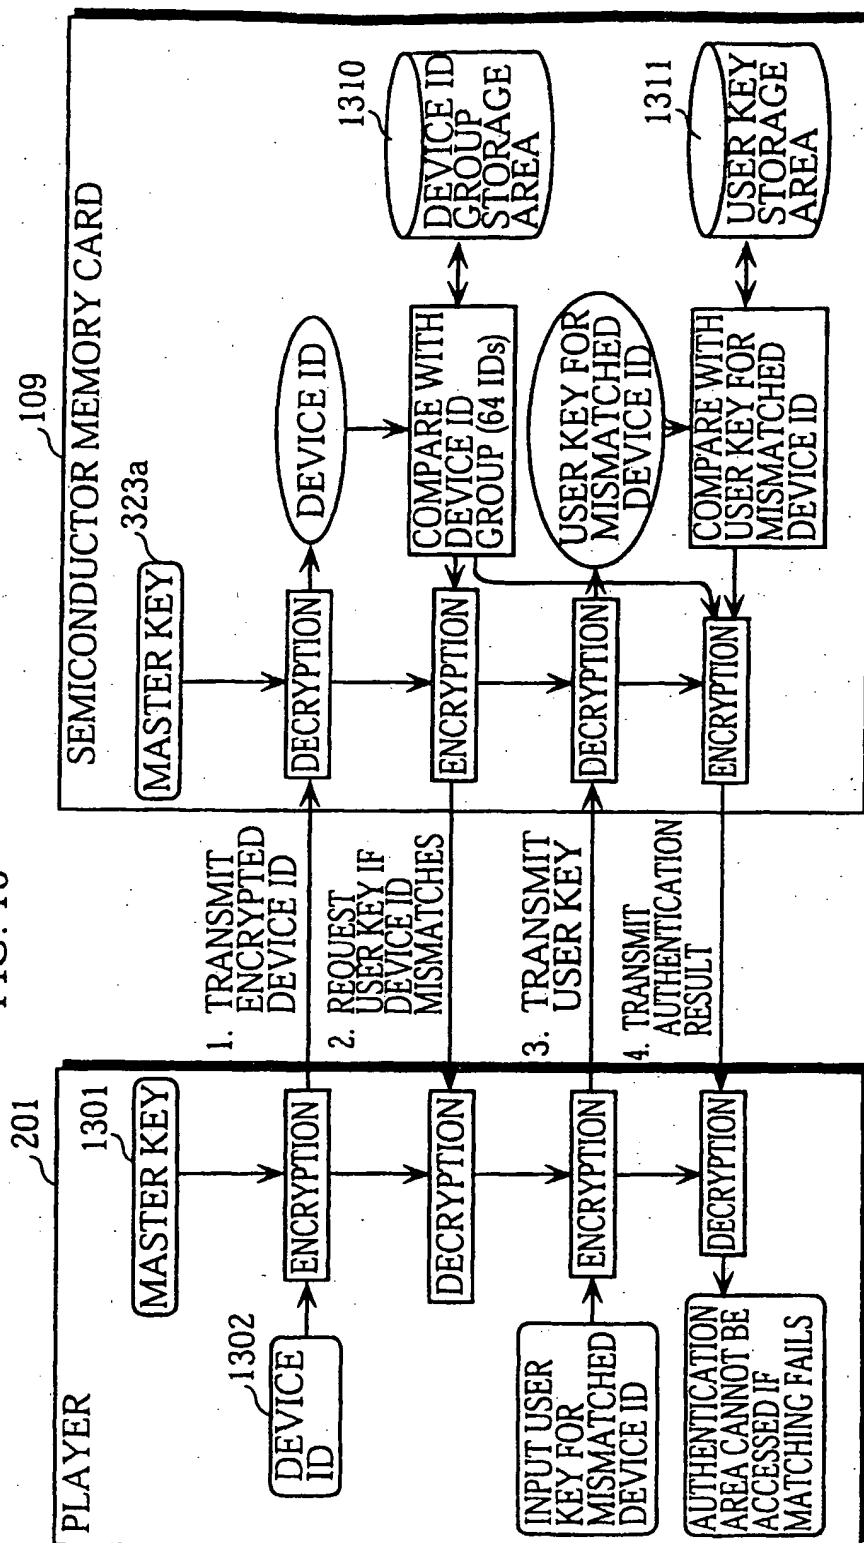 FIG.
201
PLAYER
1301
MASTER KEY
1302
DEVICE
ID
ENCRYPTION
DECRYPTION
INPUT USER
KEY FOR
MISMATCHED
DEVICE ID
ENCRYPTION
AUTHENTICATION
AREA CANNOT BE
ACCESSED IF
MATCHING FAILS
DECRYPTION
1. TRANSMIT
ENCRYPTED
DEVICE ID
2. REQUEST
USER KEY IF
DEVICE ID
MISMATCHES
3. TRANSMIT
USER KEY
4. TRANSMIT
AUTHENTICATION
RESULT
109
SEMICONDUCTOR MEMORY CARD
323a
MASTER KEY
DECRYPTION
DEVICE ID
ENCRYPTION
COMPARE WITH
DEVICE ID
GROUP (64 IDs)
1310
DEVICE ID
GROUP
STORAGE
AREA
DECRYPTION
USER KEY FOR
MISMATCHED
DEVICE ID
ENCRYPTION
COMPARE WITH
USER KEY FOR
MISMATCHED
DEVICE ID
1311
USER KEY
STORAGE
AREA